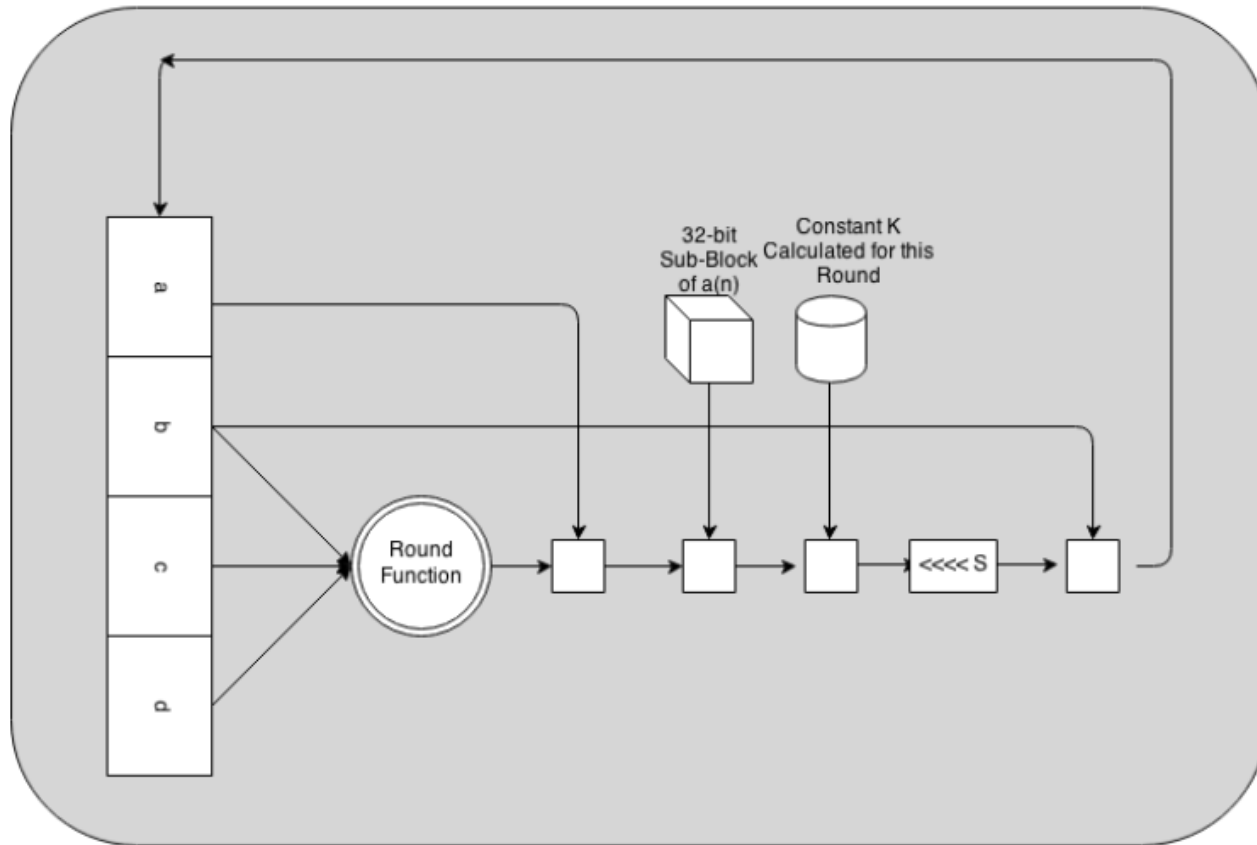 a
b
c
d
32-bit
Sub-Block
of a(n)
Constant K
Calculated for this
Round
Round
Function
<<<< S